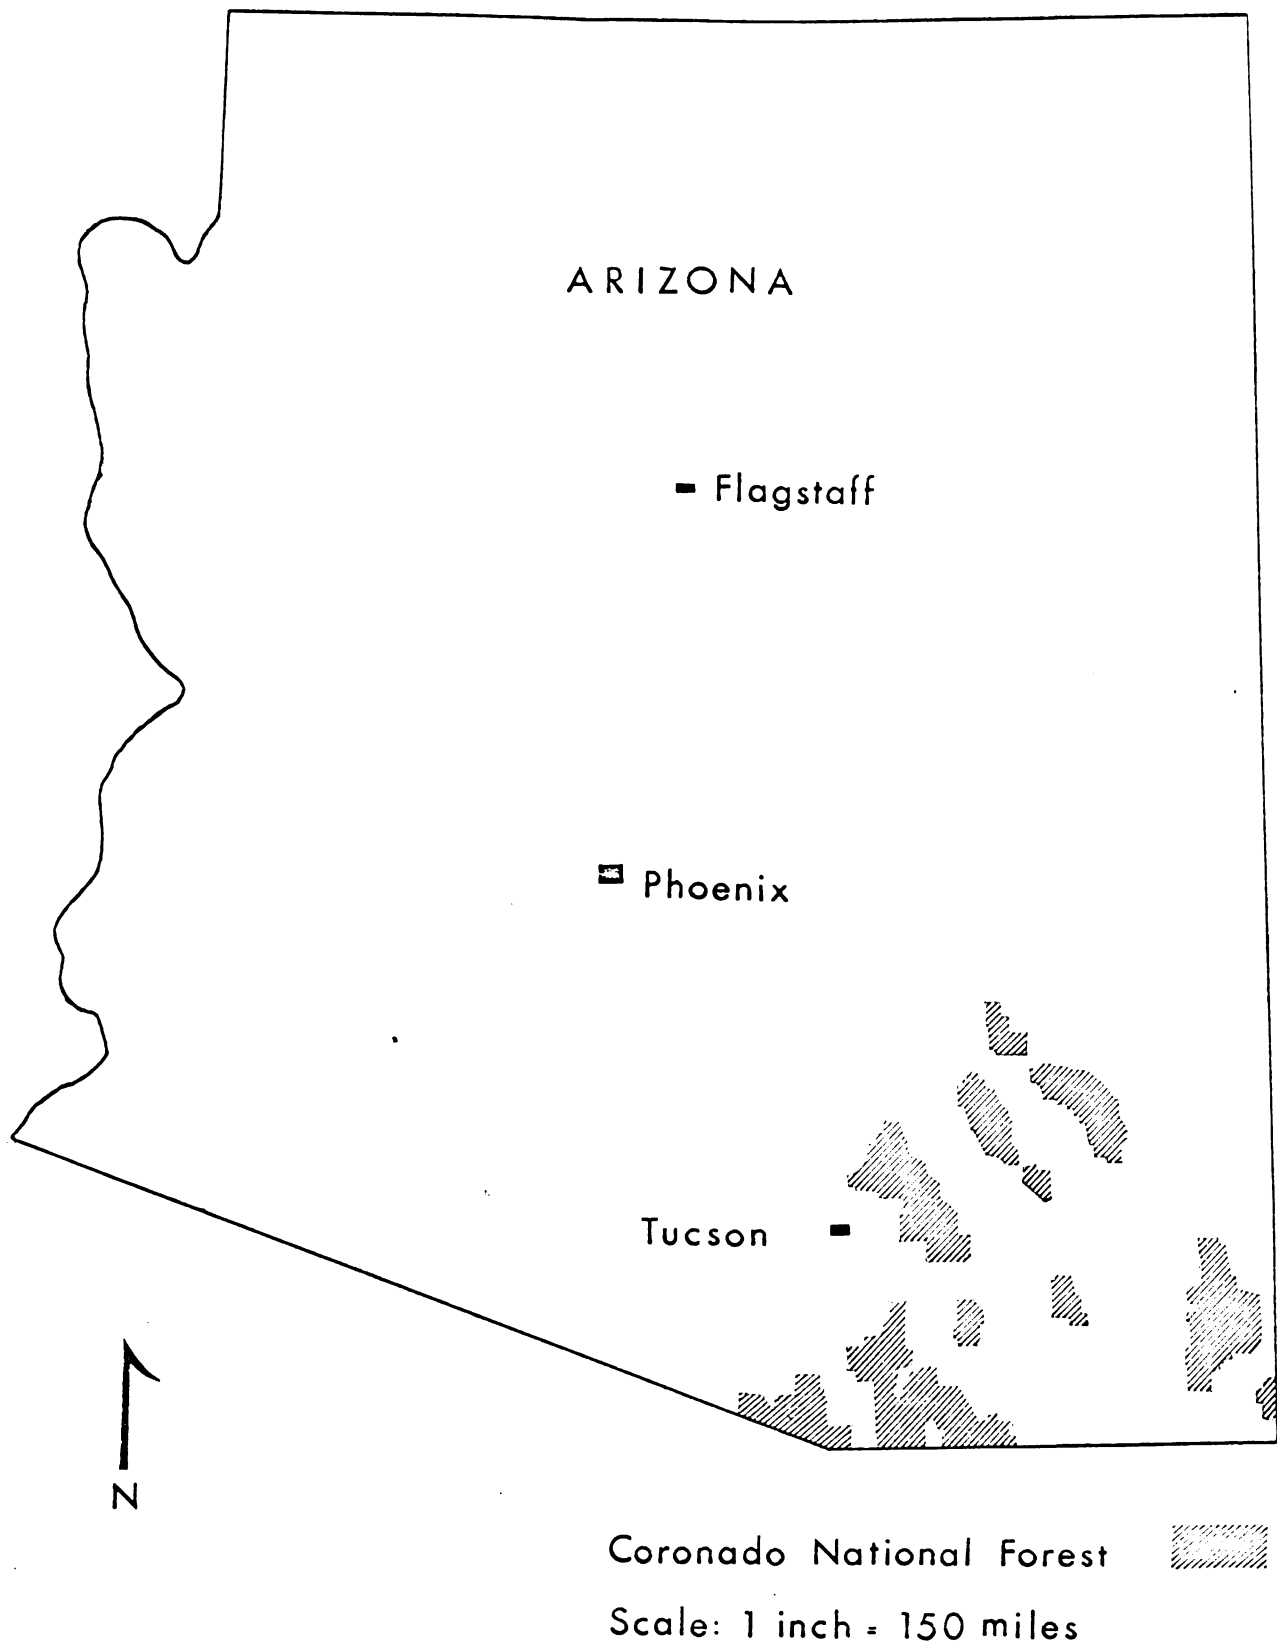 ARIZONA
Flagstaff
Phoenix
Tucson
N
Coronado National Forest
Scale: 1 inch = 150 miles